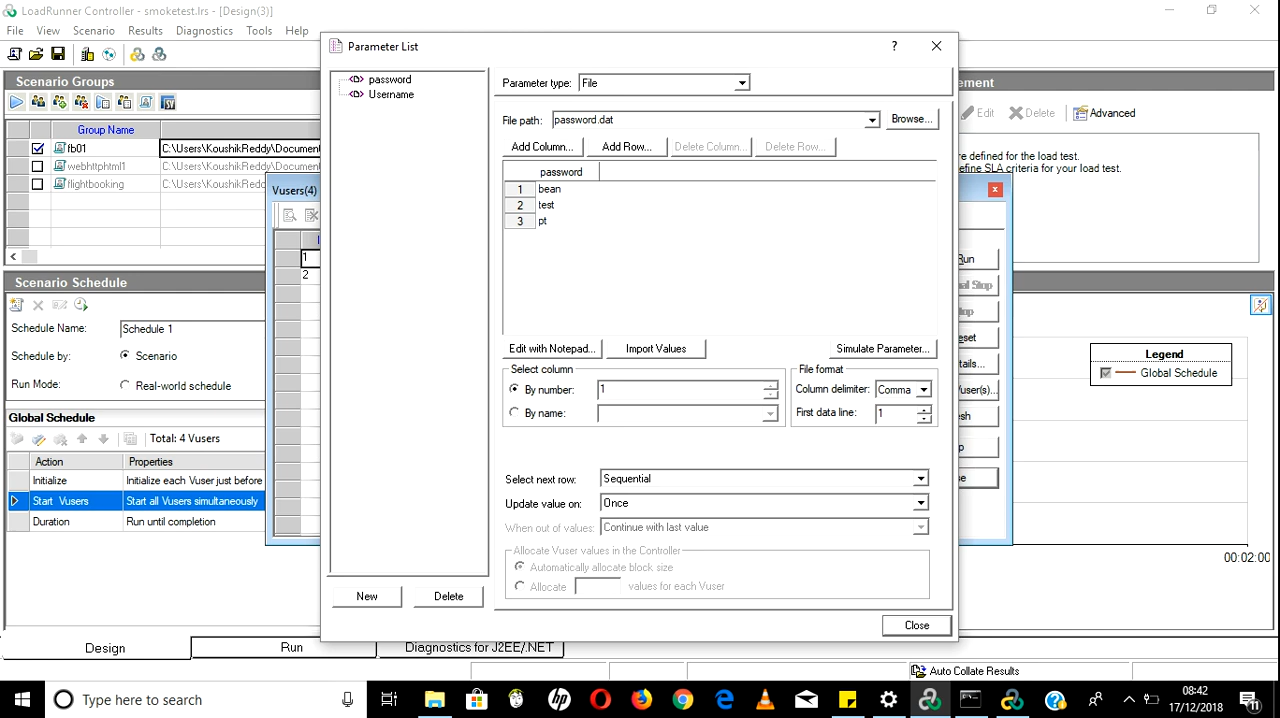 LoadRunner Controller - smoketest.lrs - [Design(3)]
File View Scenario Results Diagnostics Tools Help
Scenario Groups
Group Name
fb01 C:\Users\KoushikReddy\Document
webhttphtml1 C:\Users\KoushikReddy\Document
flightbooking C:\Users\KoushikReddy\Document
Vusers(4)
1
2
Scenario Schedule
Schedule Name: Schedule 1
Schedule by: Scenario
Run Mode: Real-world schedule
Global Schedule
Total: 4 Vusers
Action Properties
Initialize Initialize each Vuser just before
Start Vusers Start all Vusers simultaneously
Duration Run until completion
Design Run Diagnostics for J2EE/.NET
Parameter List ?
password
Username
New Delete
Parameter type: File
File path: password.dat Browse...
Add Column... Add Row... Delete Column... Delete Row...
password
1 bean
2 test
3 pt
Edit with Notepad... Import Values Simulate Parameter...
Select column
By number: 1
By name:
File format
Column delimiter: Comma
First data line: 1
Select next row: Sequential
Update value on: Once
When out of values: Continue with last value
Allocate Vuser values in the Controller
Automatically allocate block size
Allocate values for each Vuser
Close
Edit Delete Advanced
re defined for the load test.
efine SLA criteria for your load test.
Run
Legend
Global Schedule
00:02:00
Auto Collate Results
Type here to search
08:42
17/12/2018